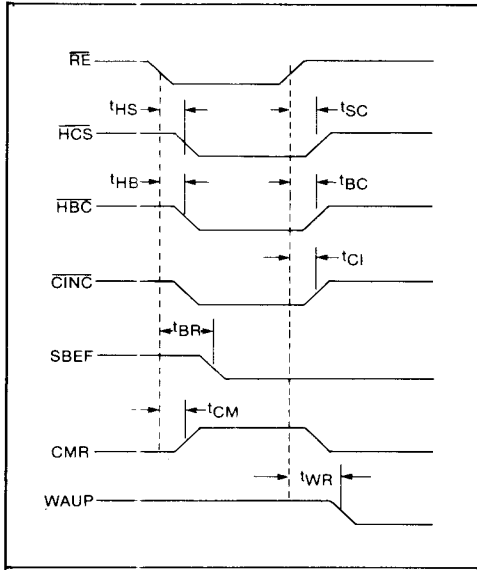 RE
tHS
tSC
HCS
tHB
tBC
HBC
tCI
CINC
tBR
SBEF
tCM
CMR
tWR
WAUP